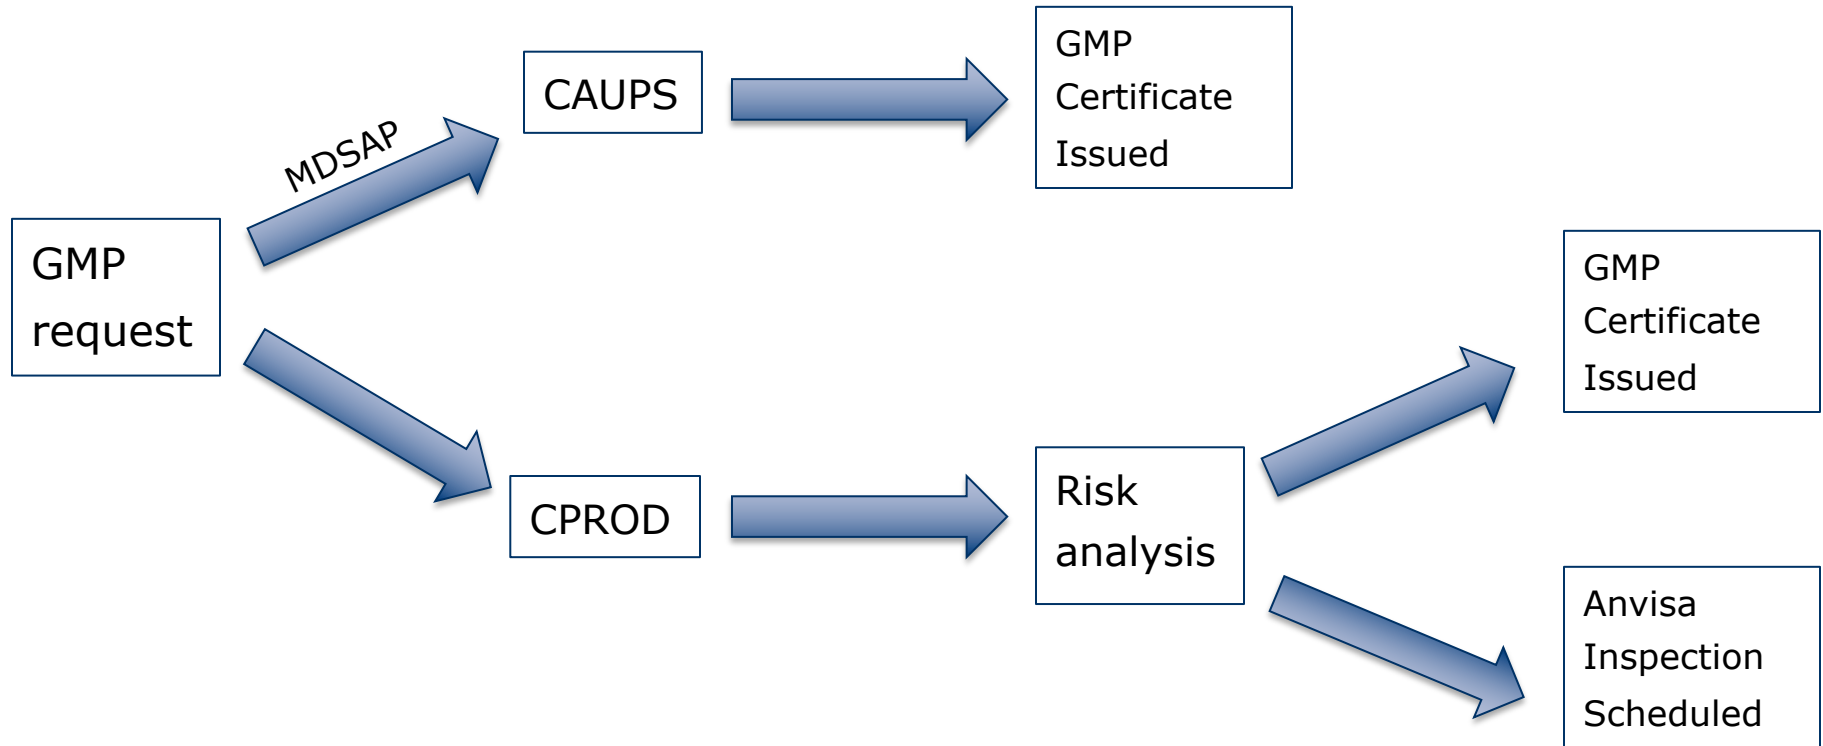 GMP
request
MDSAP
CAUPS
GMP
Certificate
Issued
CPROD
Risk
analysis
GMP
Certificate
Issued
Anvisa
Inspection
Scheduled